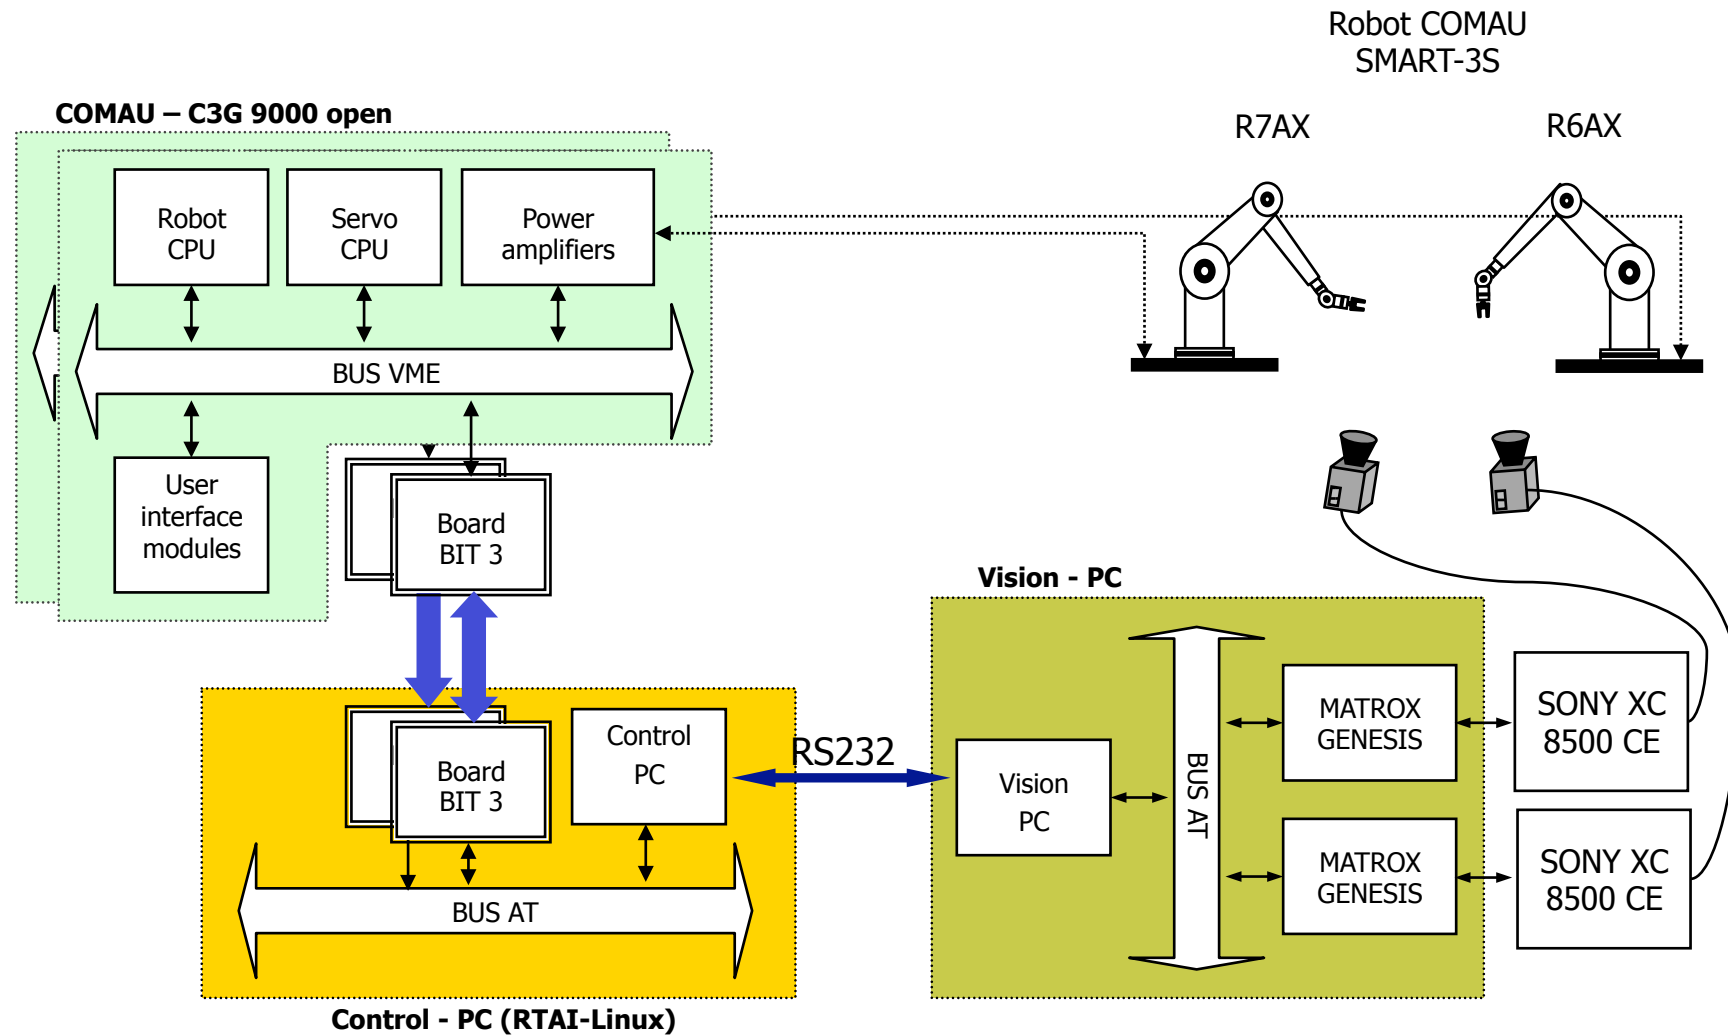 Robot COMAU
SMART-3S
COMAU – C3G 9000 open
R7AX
R6AX
Robot
CPU
Servo
CPU
Power
amplifiers
BUS VME
User
interface
modules
Board
BIT 3
Vision - PC
Control
PC
Board
BIT 3
BUS AT
RS232
Vision
PC
BUS AT
MATROX
GENESIS
SONY XC
8500 CE
MATROX
GENESIS
SONY XC
8500 CE
Control - PC (RTAI-Linux)